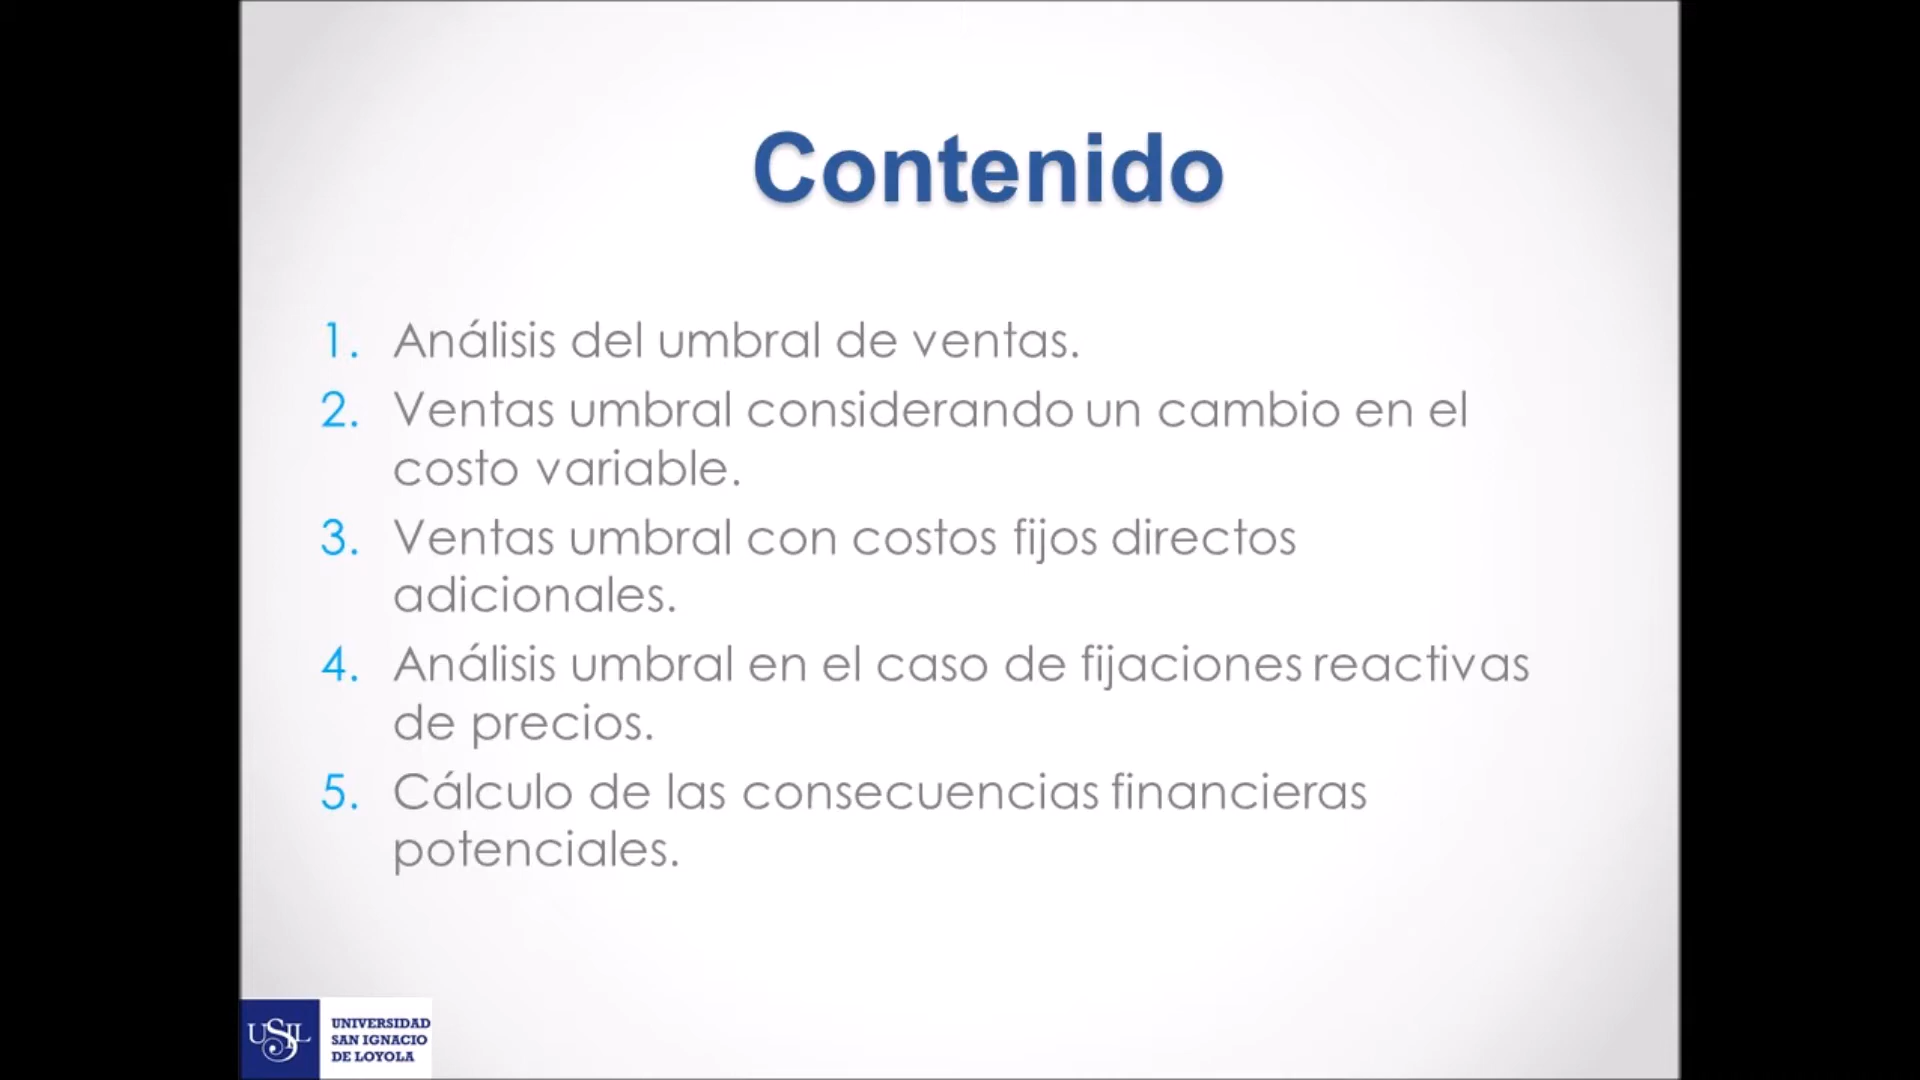 Contenido
1. Análisis del umbral de ventas.
2. Ventas umbral considerando un cambio en el
costo variable.
3. Ventas umbral con costos fijos directos
adicionales.
4. Análisis umbral en el caso de fijaciones reactivas
de precios.
5. Cálculo de las consecuencias financieras
potenciales.
USIL
UNIVERSIDAD
SAN IGNACIO
DE LOYOLA